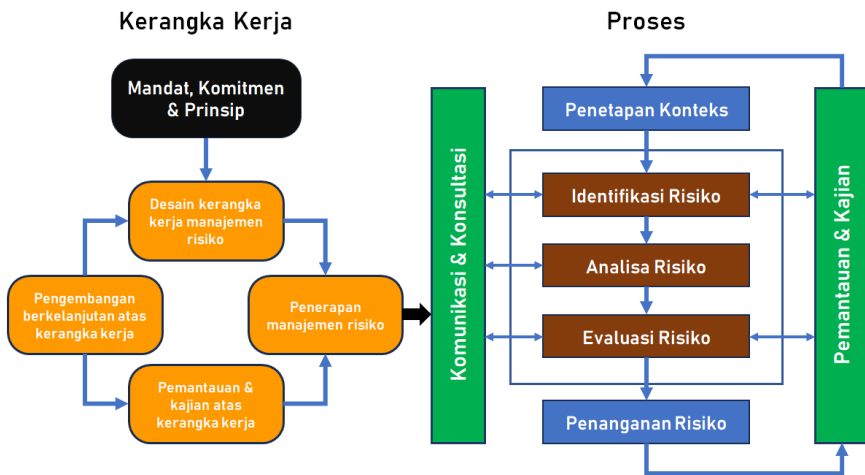 Kerangka Kerja
Proses
Mandat, Komitmen
& Prinsip
Desain kerangka
kerja manajemen
risiko
Pengembangan
berkelanjutan atas
kerangka kerja
Penerapan
manajemen risiko
Pemantauan &
kajian atas
kerangka kerja
Komunikasi & Konsultasi
Penetapan Konteks
Identifikasi Risiko
Analisa Risiko
Evaluasi Risiko
Penanganan Risiko
Pemantauan & Kajian